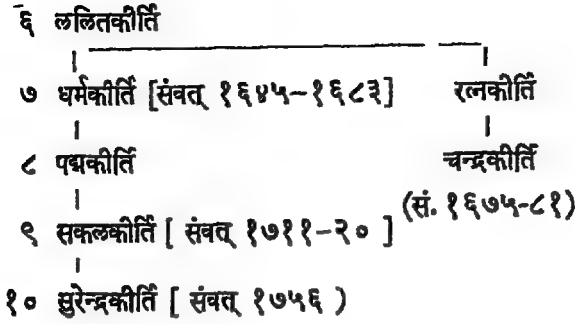 ६ ललितकीर्ति
७ धर्मकीर्ति [संवत् १६४५-१६८३] रत्नकीर्ति
८ पद्मकीर्ति चन्द्रकीर्ति
(सं. १६७५-८१)
९ सकलकीर्ति [ संवत् १७११-२० ]
१० सुरेन्द्रकीर्ति [ संवत् १७५६ )